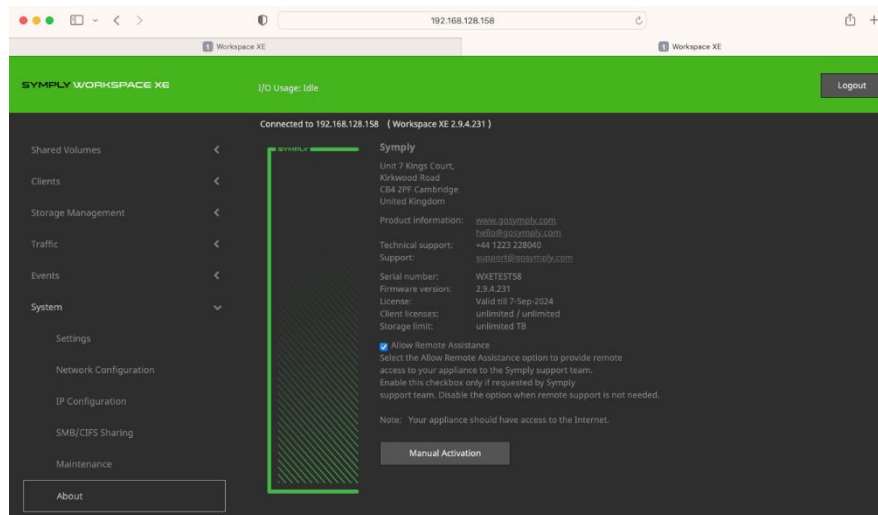 192.168.128.158
1 Workspace XE
1 Workspace XE
SYMPLY WORKSPACE XE
I/O Usage: Idle
Logout
Connected to 192.168.128.158 ( Workspace XE 2.9.4.231 )
Shared Volumes
Clients
Storage Management
Traffic
Events
System
Settings
Network Configuration
IP Configuration
SMB/CIFS Sharing
Maintenance
About
SYMPLY
Symply
Unit 7 Kings Court,
Kirkwood Road
CB4 2PF Cambridge
United Kingdom
Product information: www.gosymply.com
hello@gosymply.com
Technical support: +44 1223 228040
Support: support@gosymply.com
Serial number: WXETEST58
Firmware version: 2.9.4.231
License: Valid till 7-Sep-2024
Client licenses: unlimited / unlimited
Storage limit: unlimited TB
Allow Remote Assistance
Select the Allow Remote Assistance option to provide remote
access to your appliance to the Symply support team.
Enable this checkbox only if requested by Symply
support team. Disable the option when remote support is not needed.
Note: Your appliance should have access to the Internet.
Manual Activation